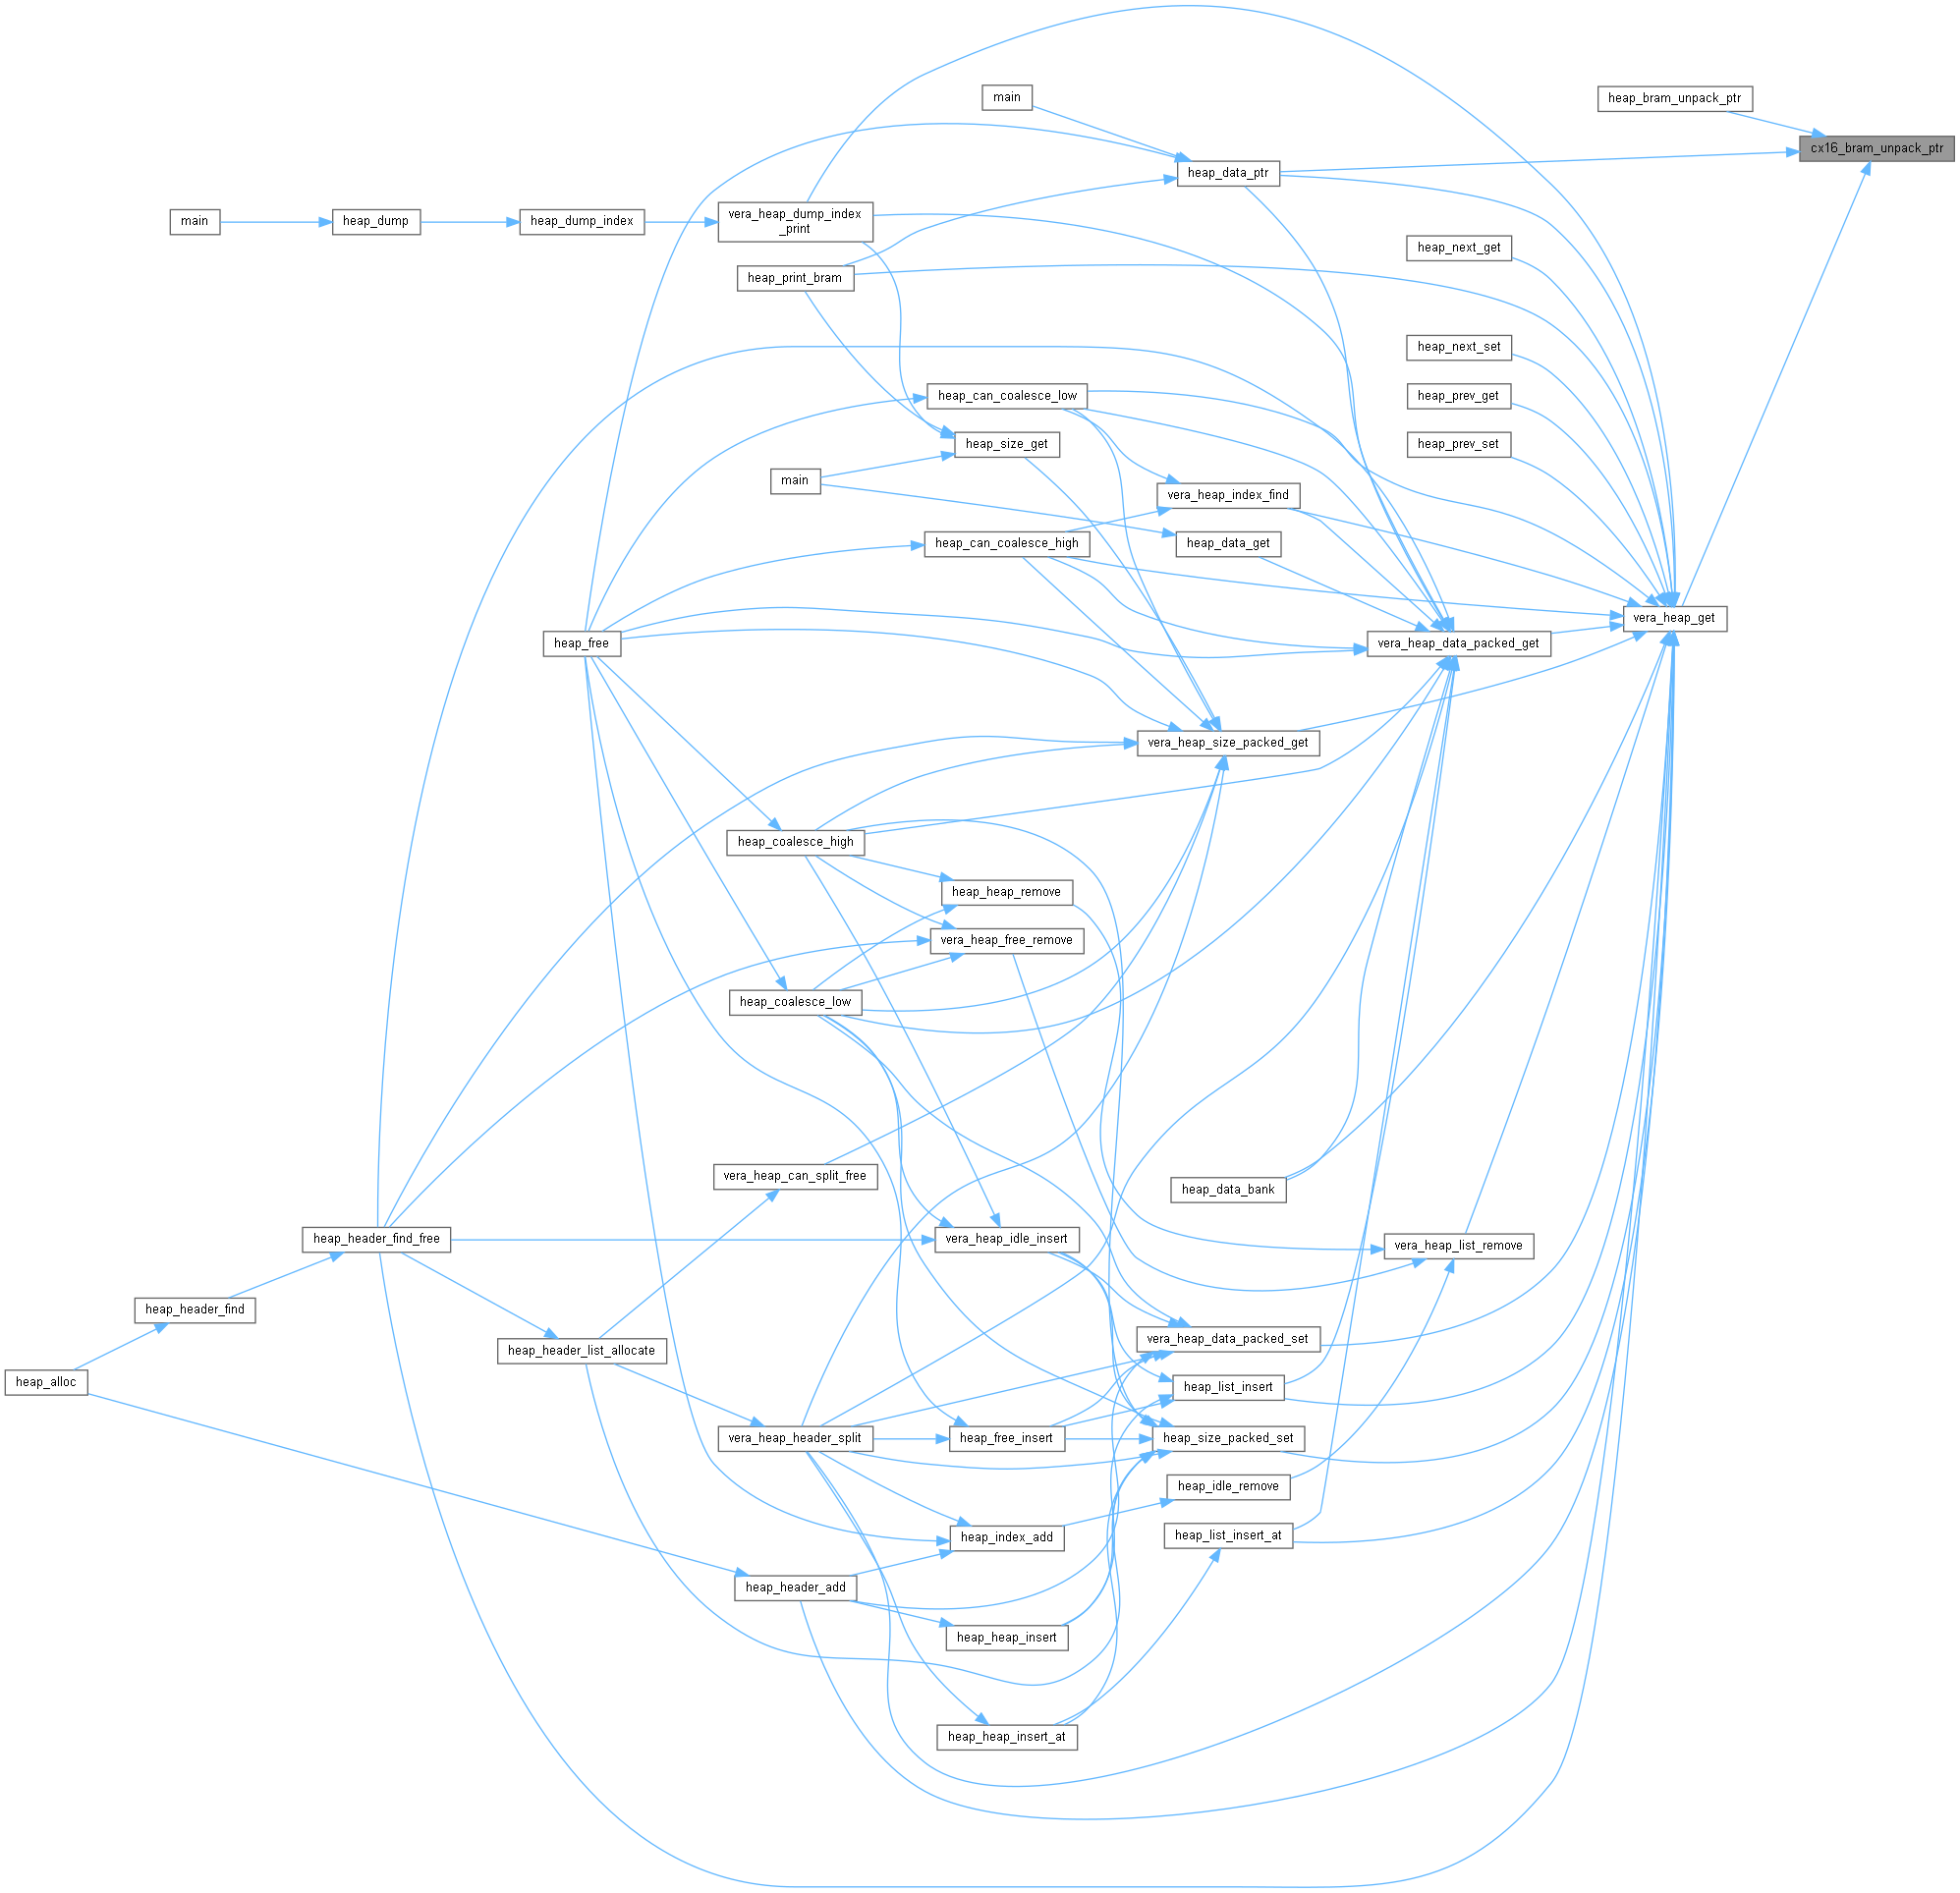 main
heap_bram_unpack_ptr
cx16_bram_unpack_ptr
heap_data_ptr
main
heap_dump
heap_dump_index
vera_heap_dump_index
_print
heap_next_get
heap_print_bram
heap_next_set
heap_can_coalesce_low
heap_prev_get
heap_size_get
heap_prev_set
main
vera_heap_index_find
heap_can_coalesce_high
heap_data_get
vera_heap_get
heap_free
vera_heap_data_packed_get
vera_heap_size_packed_get
heap_coalesce_high
heap_heap_remove
vera_heap_free_remove
heap_coalesce_low
vera_heap_can_split_free
heap_data_bank
heap_header_find_free
vera_heap_idle_insert
vera_heap_list_remove
heap_header_find
vera_heap_data_packed_set
heap_header_list_allocate
heap_alloc
heap_list_insert
vera_heap_header_split
heap_free_insert
heap_size_packed_set
heap_idle_remove
heap_index_add
heap_list_insert_at
heap_header_add
heap_heap_insert
heap_heap_insert_at